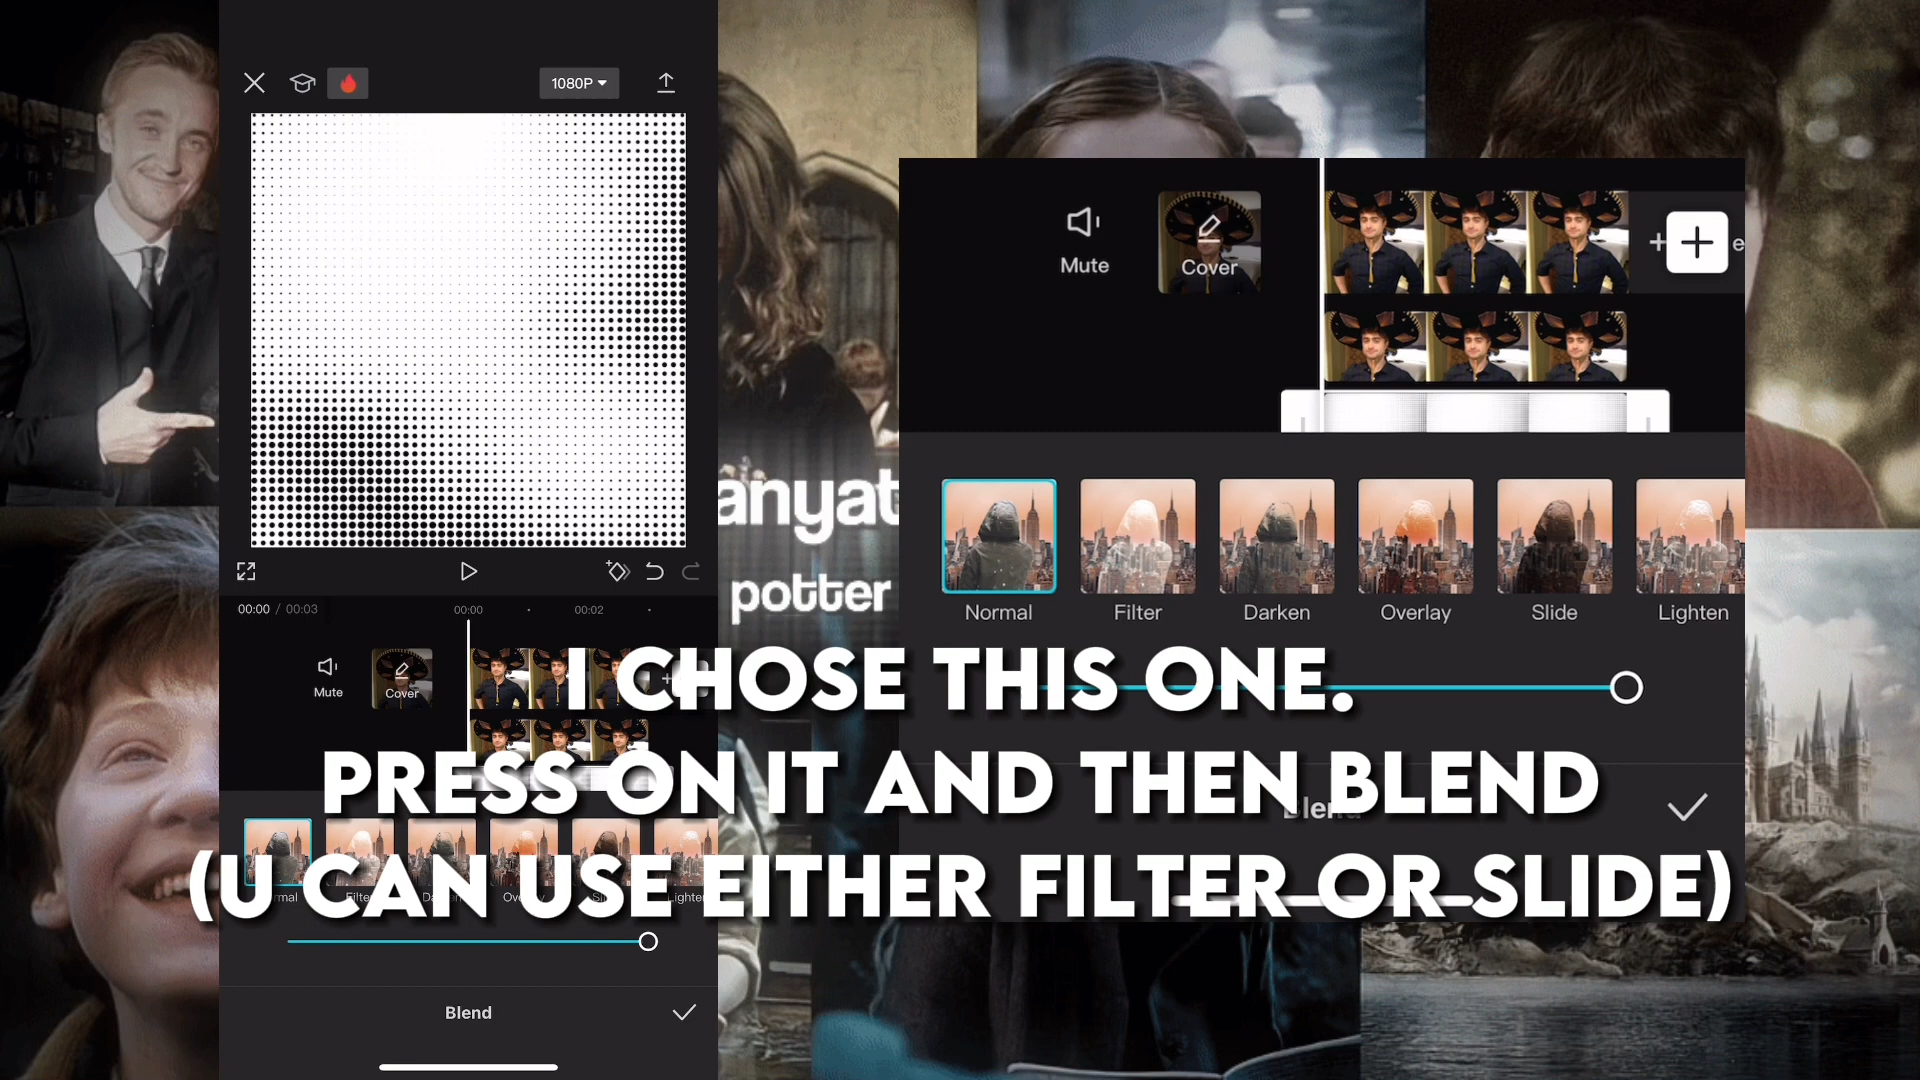 1080P
00:00 / 00:03
00:00
00:02
Mute
Cover
Blend
anyat
potter
Mute
Cover
e
Normal
Filter
Darken
Overlay
Slide
Lighten
Blend
I CHOSE THIS ONE.
PRESS ON IT AND THEN BLEND
(U CAN USE EITHER FILTER OR SLIDE)